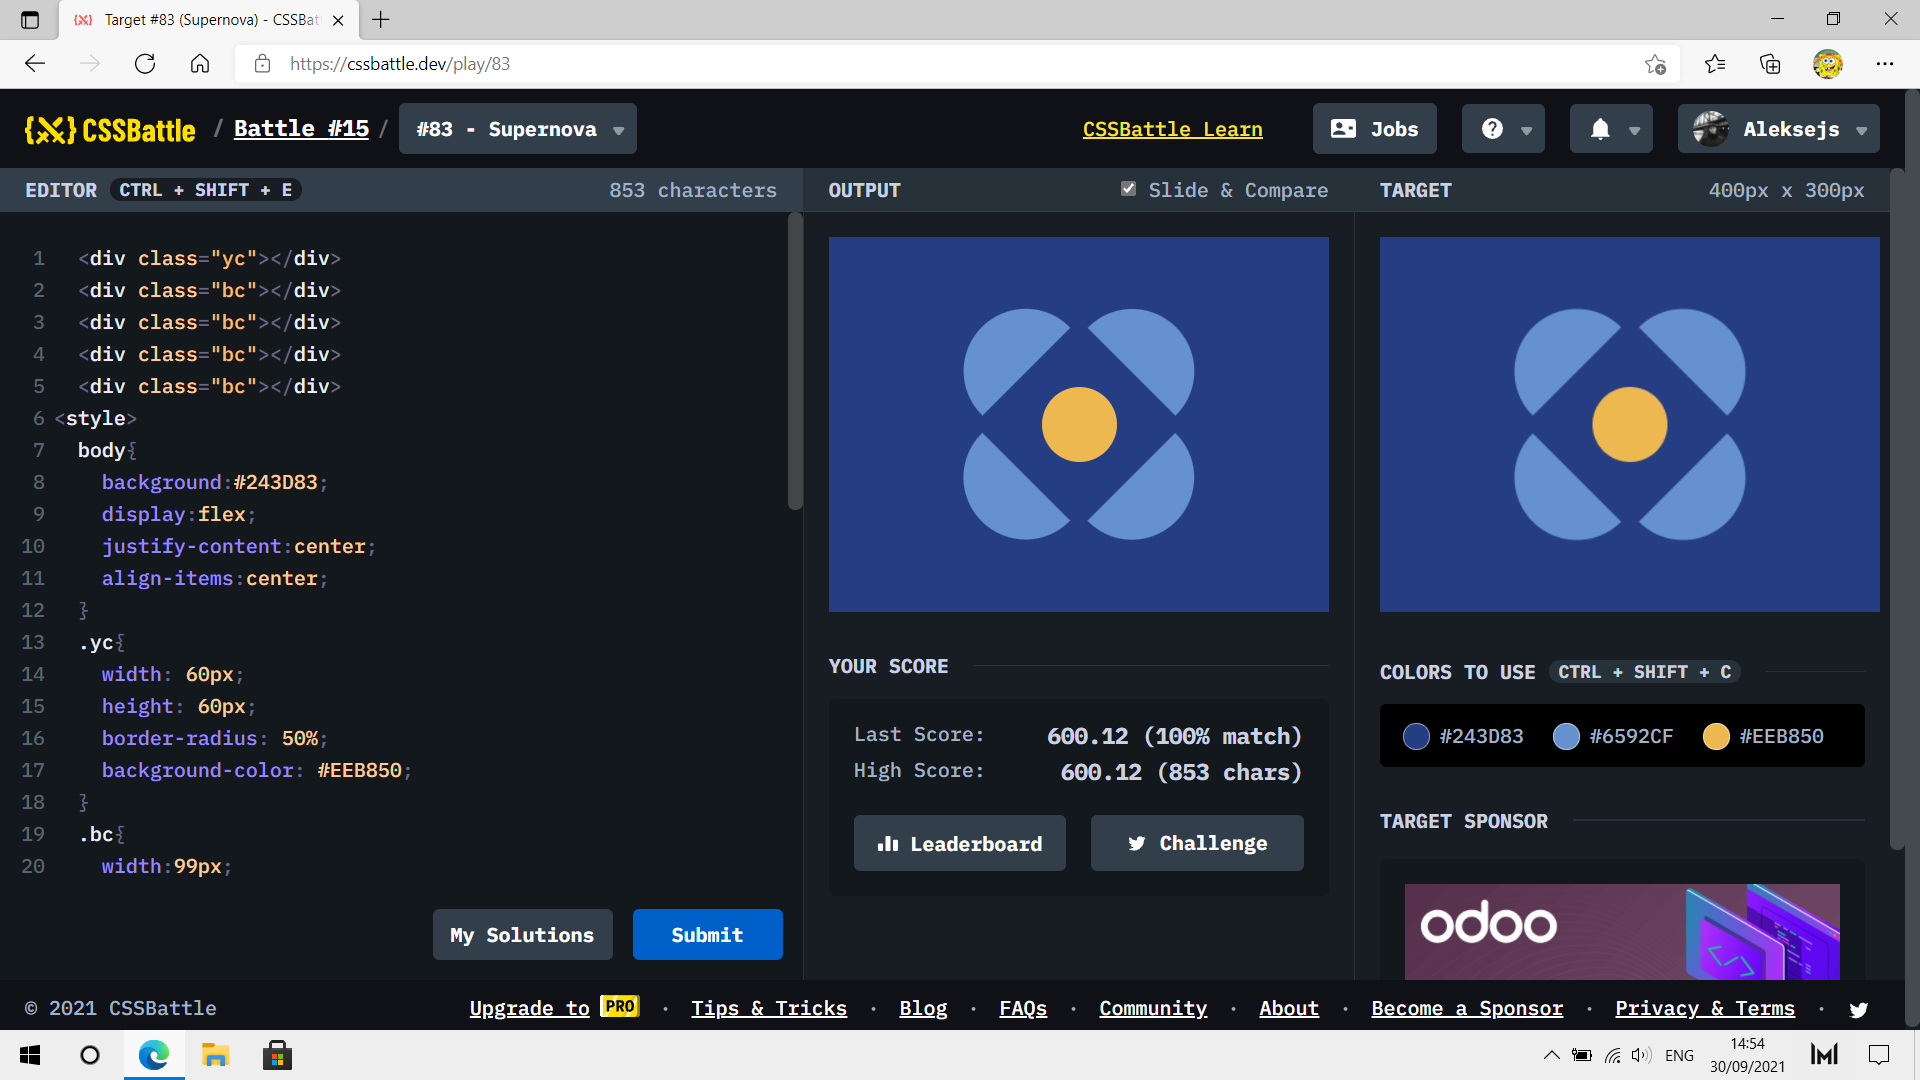 Target #83 (Supernova) - CSSBat
https://cssbattle.dev/play/83
{X} CSSBattle / Battle #15 / #83 - Supernova
CSSBattle Learn
Jobs
Aleksejs
EDITOR CTRL + SHIFT + E 853 characters
OUTPUT Slide & Compare
TARGET 400px x 300px
1 <div class="yc"></div>
2 <div class="bc"></div>
3 <div class="bc"></div>
4 <div class="bc"></div>
5 <div class="bc"></div>
6 <style>
7 body{
8 background:#243D83;
9 display:flex;
10 justify-content:center;
11 align-items:center;
12 }
13 .yc{
14 width: 60px;
15 height: 60px;
16 border-radius: 50%;
17 background-color: #EEB850;
18 }
19 .bc{
20 width:99px;
My Solutions Submit
YOUR SCORE
Last Score: 600.12 (100% match)
High Score: 600.12 (853 chars)
Leaderboard Challenge
COLORS TO USE CTRL + SHIFT + C
#243D83 #6592CF #EEB850
TARGET SPONSOR
odoo
© 2021 CSSBattle
Upgrade to PRO · Tips & Tricks · Blog · FAQs · Community · About · Become a Sponsor · Privacy & Terms ·
ENG
14:54
30/09/2021